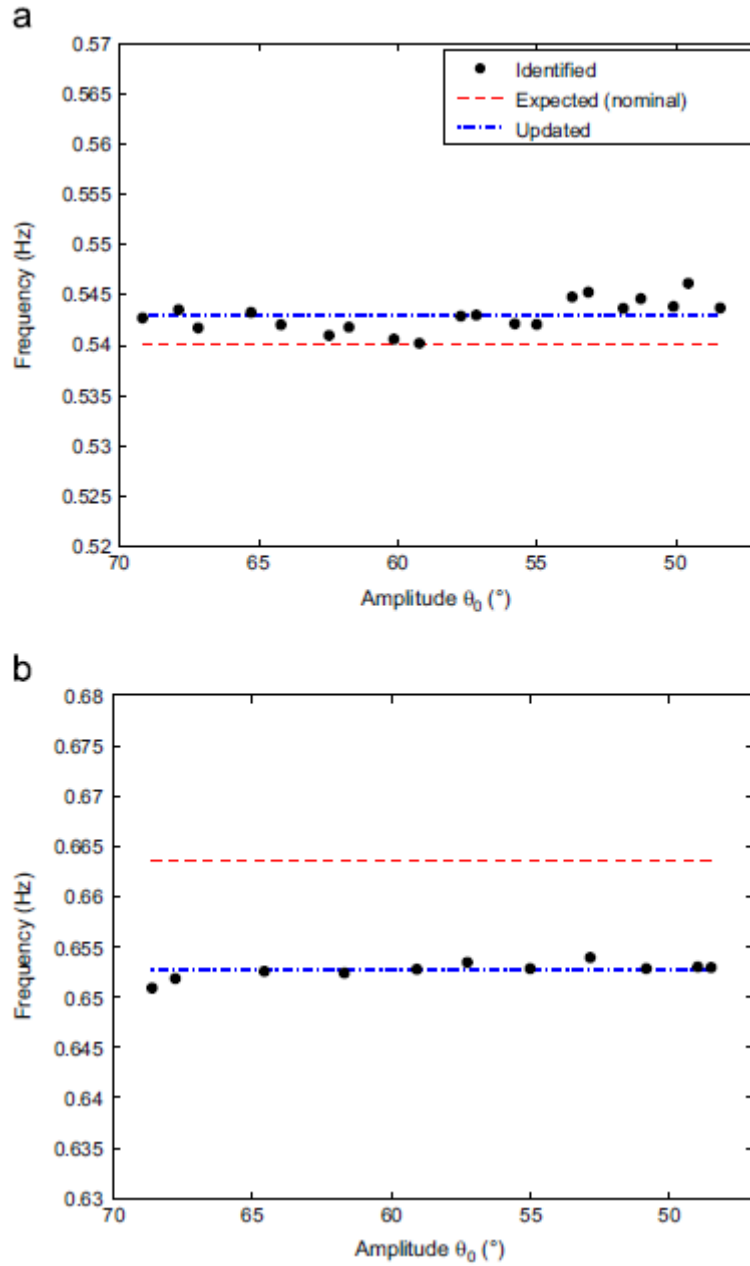 a
0.57
0.565
0.56
0.555
0.55
0.545
0.54
0.535
0.53
0.525
0.52
Frequency (Hz)
Identified
Expected (nominal)
Updated
70 65 60 55 50
Amplitude θ₀ (°)
b
0.68
0.675
0.67
0.665
0.66
0.655
0.65
0.645
0.64
0.635
0.63
Frequency (Hz)
70 65 60 55 50
Amplitude θ₀ (°)